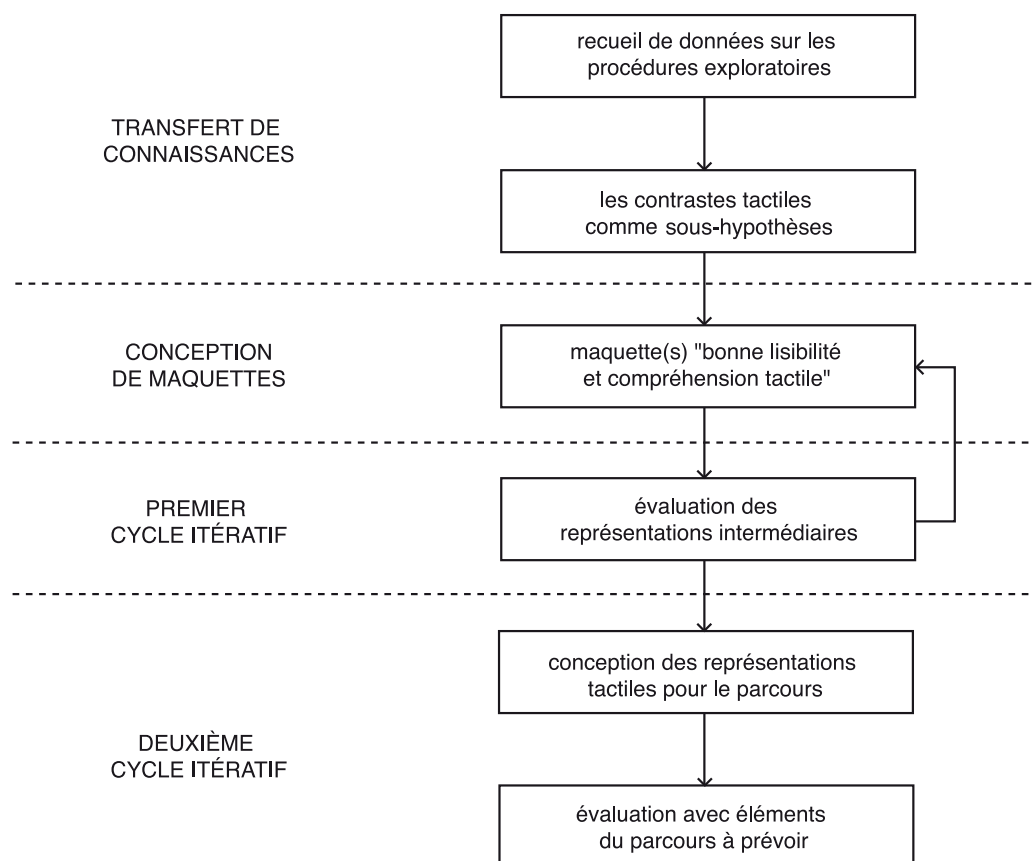 recueil de données sur les
procédures exploratoires
TRANSFERT DE
CONNAISSANCES
les contrastes tactiles
comme sous-hypothèses
CONCEPTION
DE MAQUETTES
maquette(s) "bonne lisibilité
et compréhension tactile"
PREMIER
CYCLE ITÉRATIF
évaluation des
représentations intermédiaires
conception des représentations
tactiles pour le parcours
DEUXIÈME
CYCLE ITÉRATIF
évaluation avec éléments
du parcours à prévoir